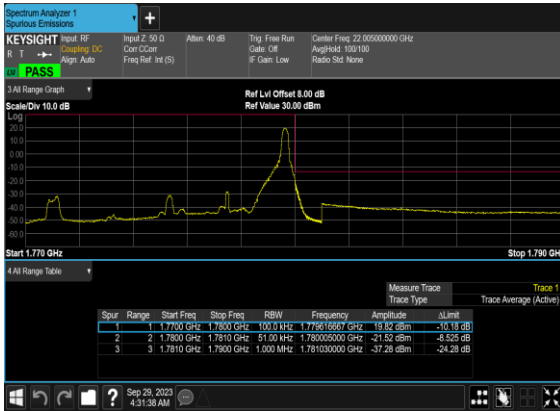 Spectrum Analyzer 1
Spurious Emissions
+
KEYSIGHT Input: RF Input Z: 50 Ω Atten: 40 dB Trig: Free Run Center Freq: 22.005000000 GHz
R T Coupling: DC Corr CCorr Gate: Off Avg|Hold: 100/100
Align: Auto Freq Ref: Int (S) IF Gain: Low Radio Std: None
PASS
3 All Range Graph
Ref Lvl Offset 8.00 dB
Scale/Div 10.0 dB Ref Value 30.00 dBm
Log
20.0
10.0
0.00
-10.0
-20.0
-30.0
-40.0
-50.0
-60.0
Start 1.770 GHz Stop 1.790 GH
4 All Range Table
Measure Trace Trace 1
Trace Type Trace Average (Active)
Spur Range Start Freq Stop Freq RBW Frequency Amplitude ΔLimit
1 1 1.7700 GHz 1.7800 GHz 100.0 kHz 1.779616667 GHz 19.82 dBm -10.18 dB
2 2 1.7800 GHz 1.7810 GHz 51.00 kHz 1.780005000 GHz -21.52 dBm -8.525 dB
3 3 1.7810 GHz 1.7900 GHz 1.000 MHz 1.781030000 GHz -37.28 dBm -24.28 dB
?
Sep 29, 2023
4:31:38 AM